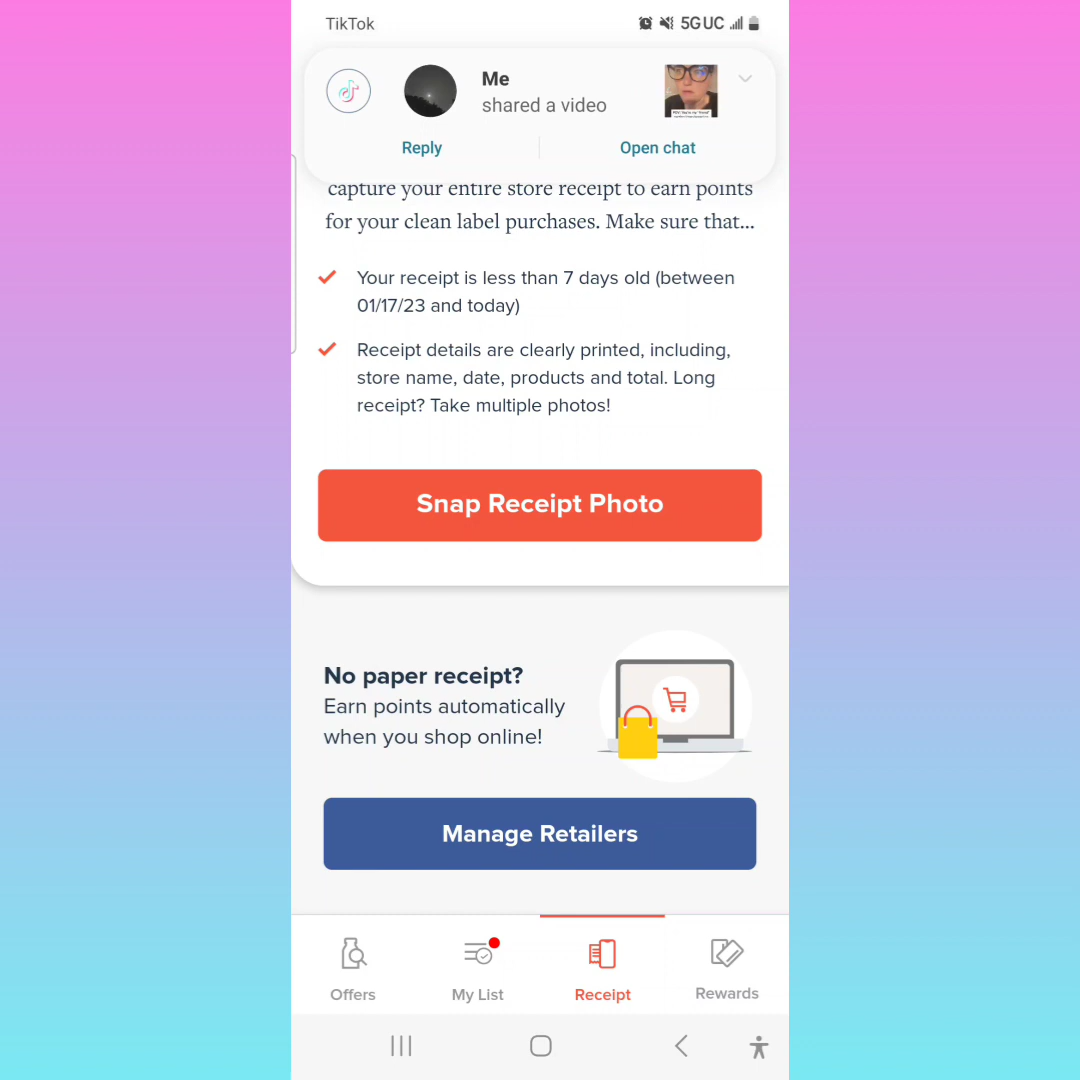 TikTok
5G UC
Me
shared a video
Reply
Open chat
capture your entire store receipt to earn points
for your clean label purchases. Make sure that...
Your receipt is less than 7 days old (between
01/17/23 and today)
Receipt details are clearly printed, including,
store name, date, products and total. Long
receipt? Take multiple photos!
Snap Receipt Photo
No paper receipt?
Earn points automatically
when you shop online!
Manage Retailers
Offers
My List
Receipt
Rewards